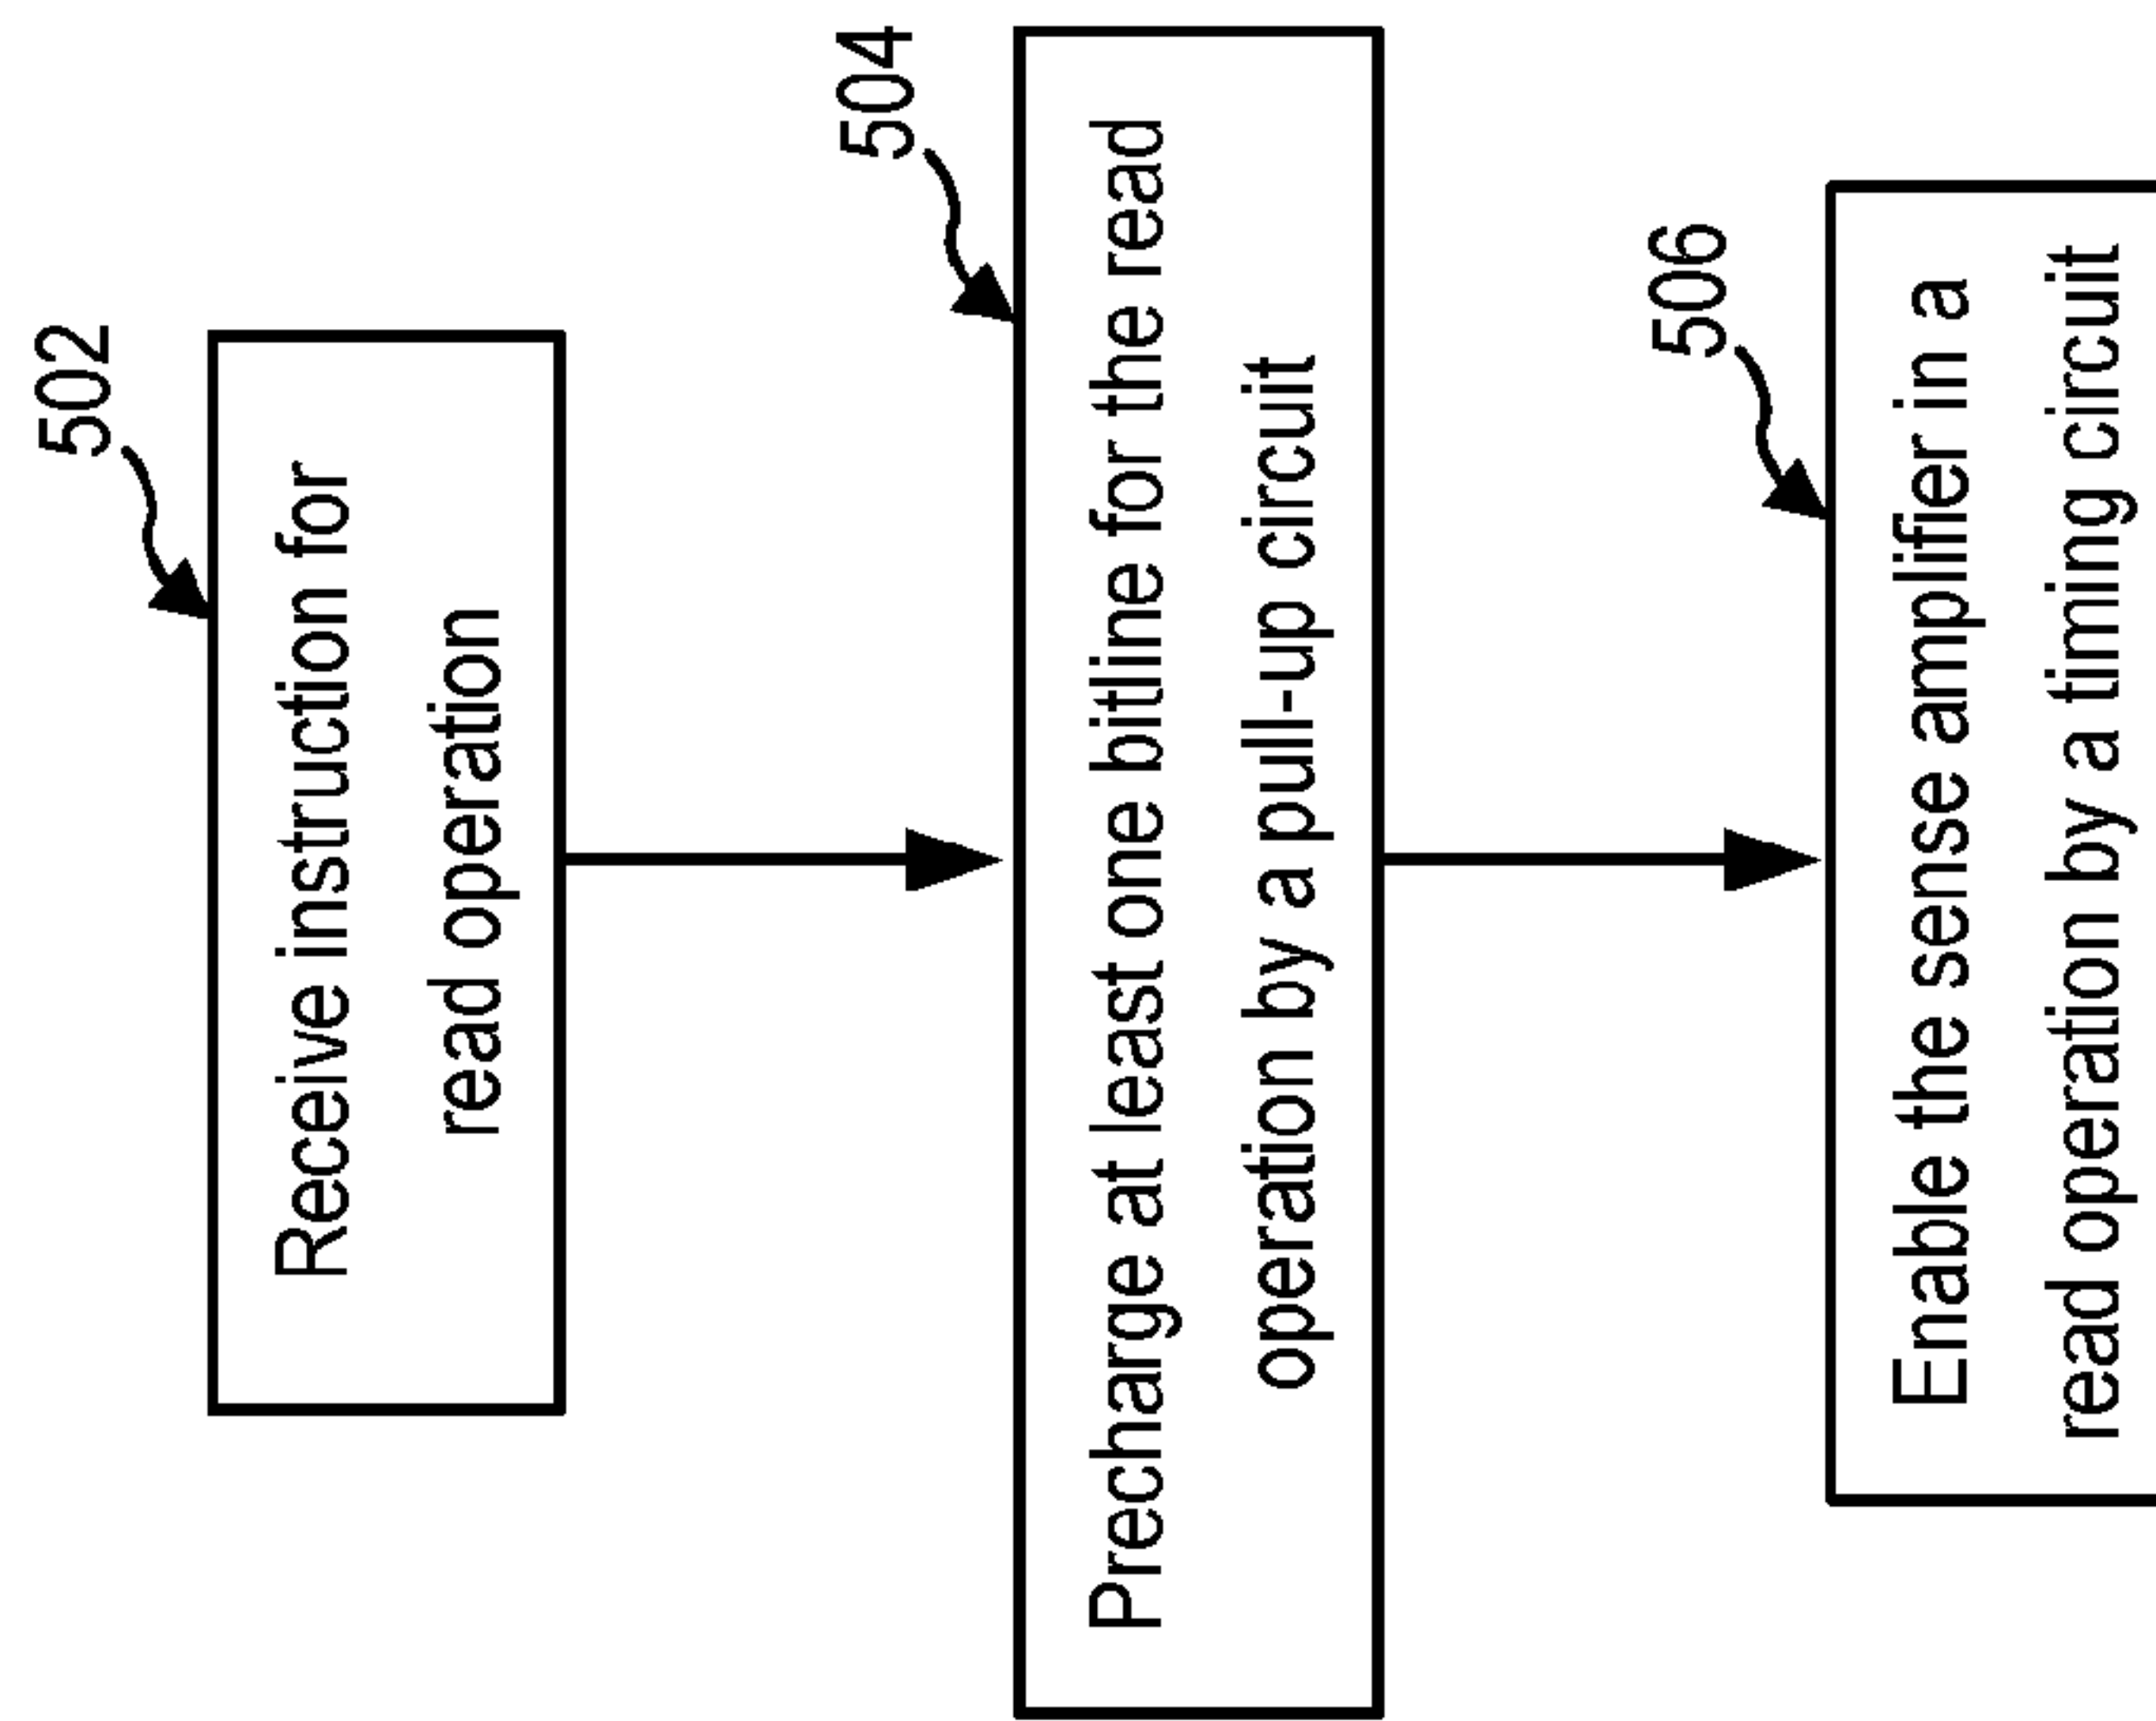 502
Receive instruction for
read operation
504
Precharge at least one bitline for the read
operation by a pull-up circuit
506
Enable the sense amplifier in a
read operation by a timing circuit